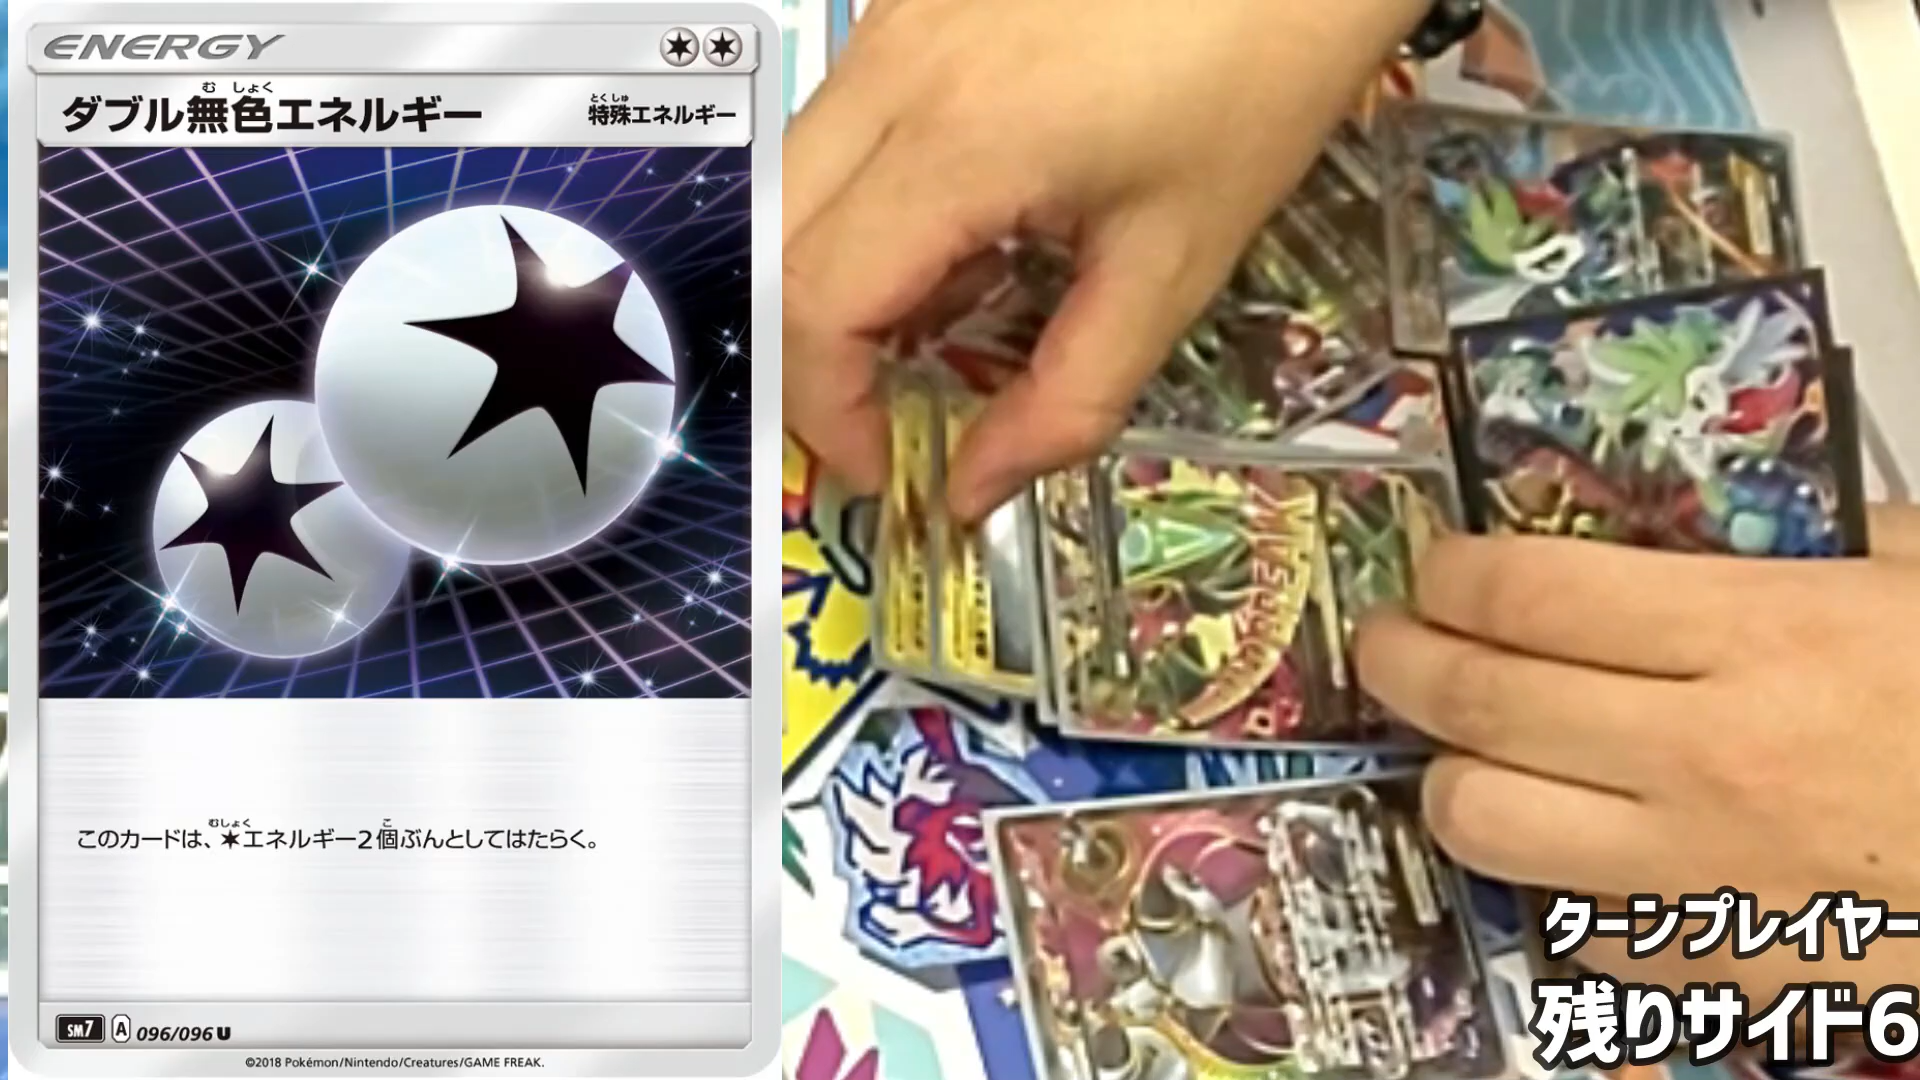 ENERGY
むしょく
ダブル無色エネルギー
とくしゅ
特殊エネルギー
むしょく こ
このカードは、エネルギー2個ぶんとしてはたらく。
SM7 A 096/096 U
©2018 Pokémon/Nintendo/Creatures/GAME FREAK.
BREAK
ターンプレイヤー
残りサイド6